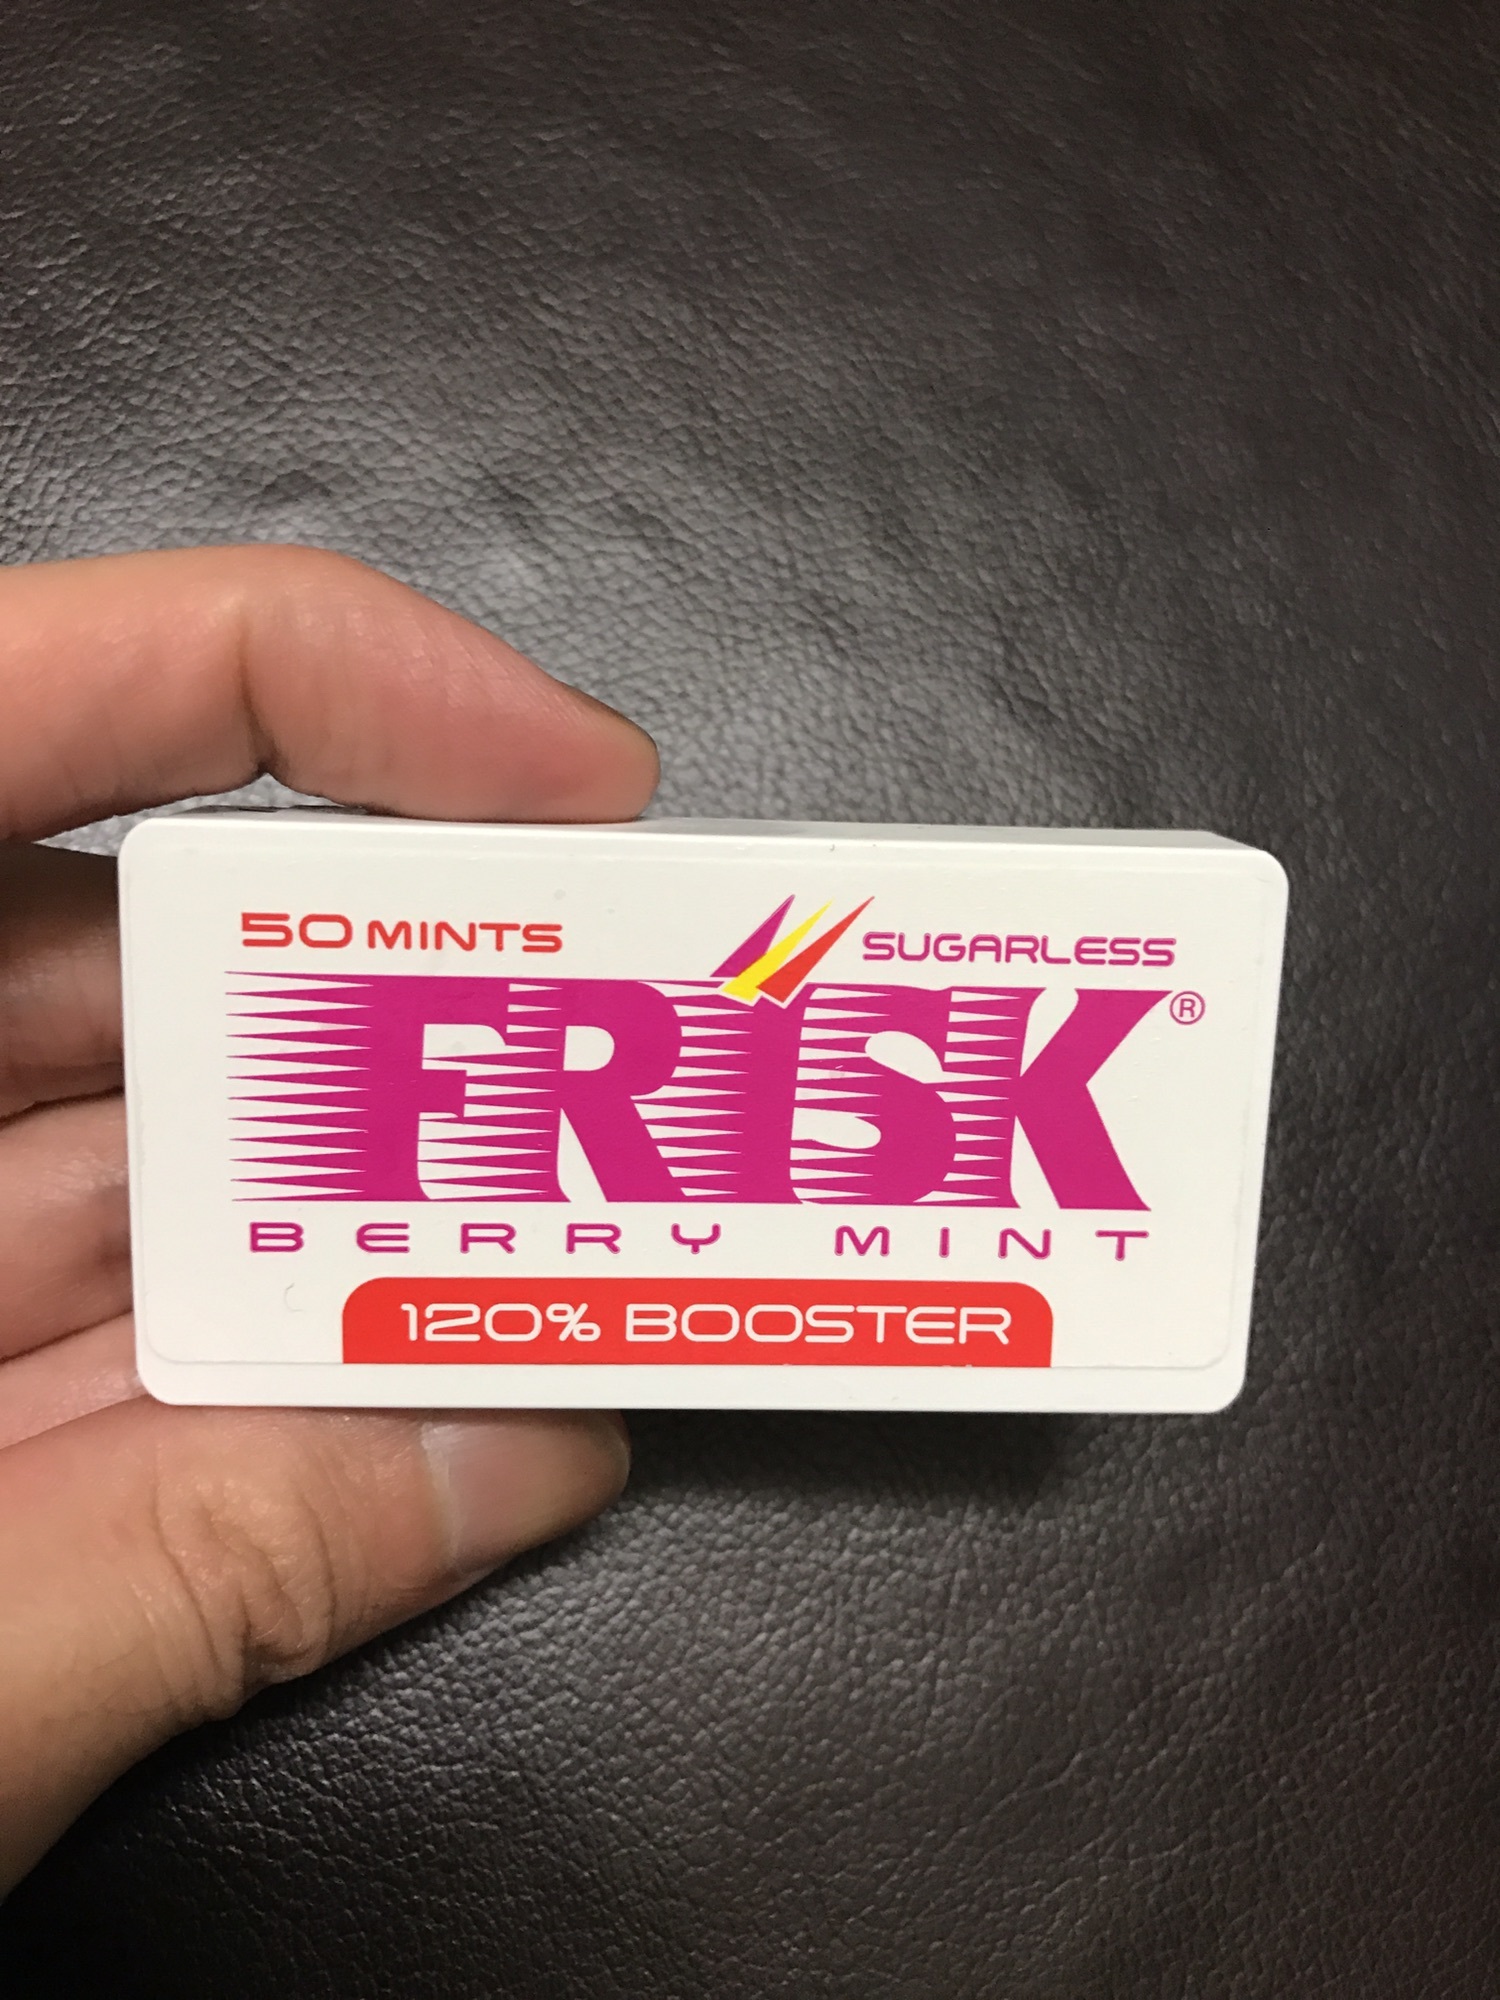 50 MINTS
SUGARLESS
FRISK®
BERRY MINT
120% BOOSTER